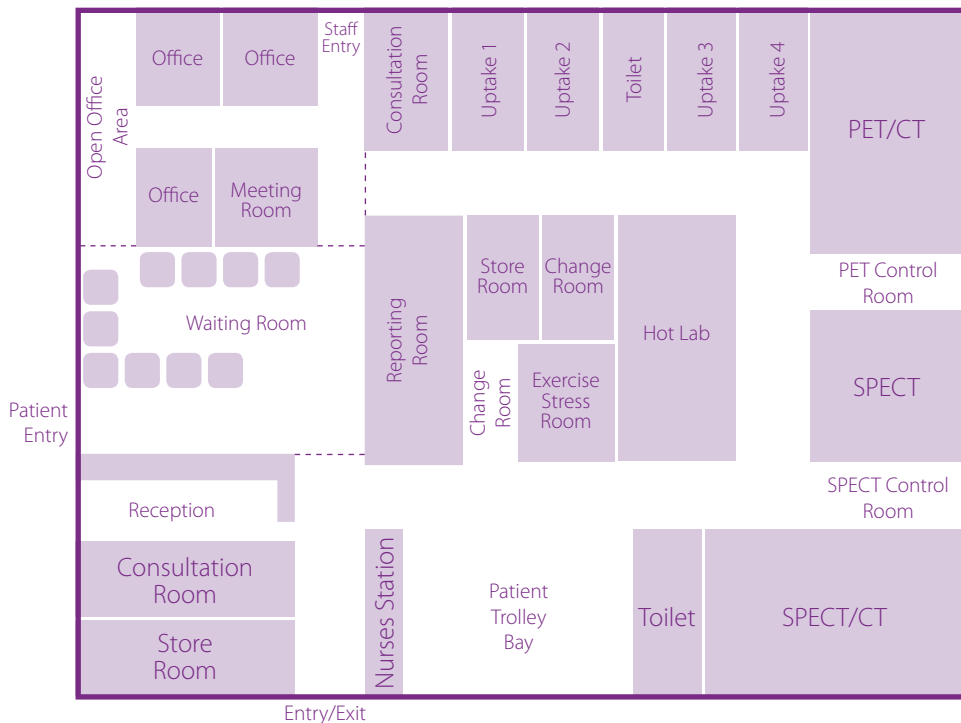 Office
Office
Staff
Entry
Open Office
Area
Office
Meeting
Room
Consultation
Room
Uptake 1
Uptake 2
Toilet
Uptake 3
Uptake 4
PET/CT
PET Control
Room
Waiting Room
Reporting
Room
Store
Room
Change
Room
Hot Lab
Change
Room
Exercise
Stress
Room
SPECT
Patient
Entry
SPECT Control
Room
Reception
Consultation
Room
Store
Room
Nurses Station
Patient
Trolley
Bay
Toilet
SPECT/CT
Entry/Exit